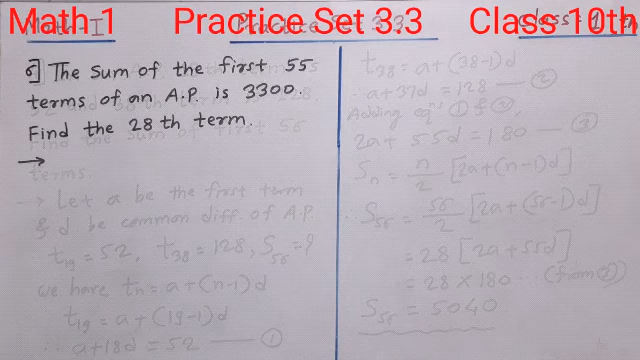 Math 1 Practice Set 3.3 Class 10th
6] The sum of the first 55
terms of an A.P. is 3300.
Find the 28 th term.
→
terms
→ Let a be the first term
& d be common diff. of A.P.
t₁₉ = 52, t₃₈ = 128, S₅₆ = ?
we have tn = a+(n-1)d
t₁₉ = a+(19-1)d
∴ a+18d = 52 —— ①
t₃₈ = a+(38-1)d
∴ a+37d = 128 —— ②
Adding eqⁿˢ ① & ②,
2a + 55d = 180 —— ③
Sn = n/2 [2a+(n-1)d]
∴ S₅₆ = 56/2 [2a+(56-1)d]
= 28 [2a+55d]
= 28 × 180
S₅₆ = 5040